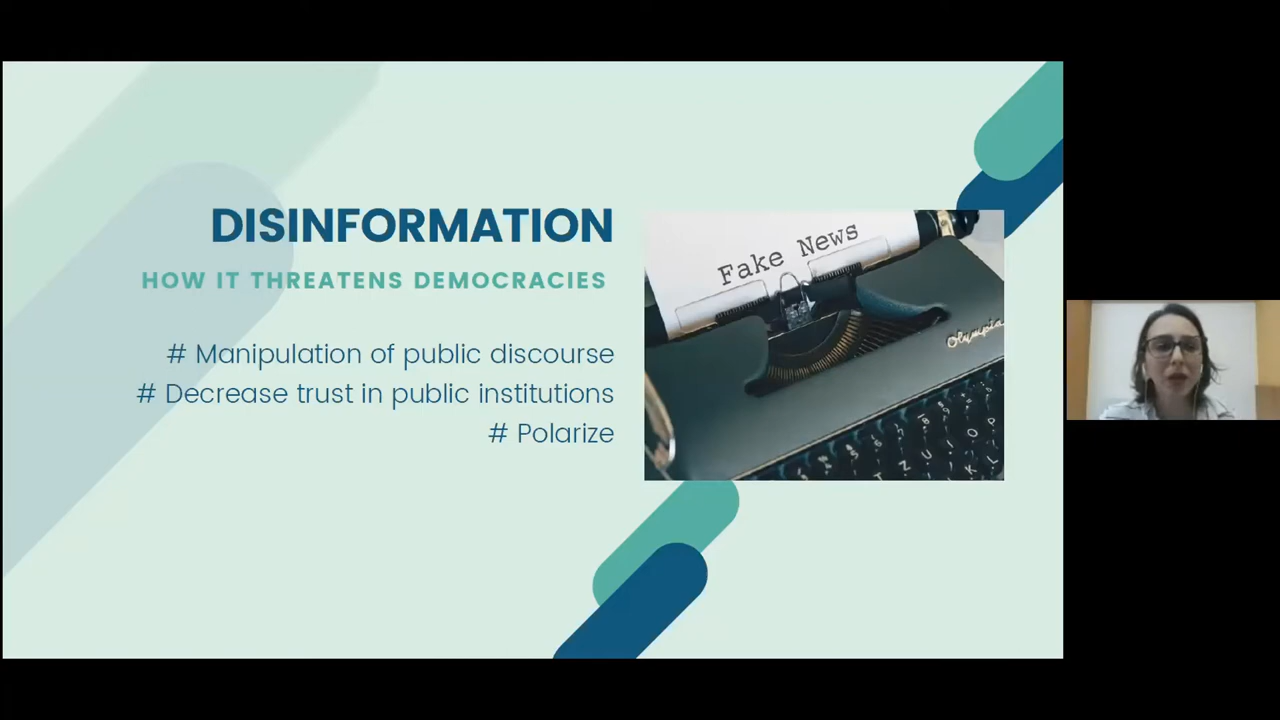 DISINFORMATION
HOW IT THREATENS DEMOCRACIES
# Manipulation of public discourse
# Decrease trust in public institutions
# Polarize
Fake News
Olympia
T Z U I O P
K L